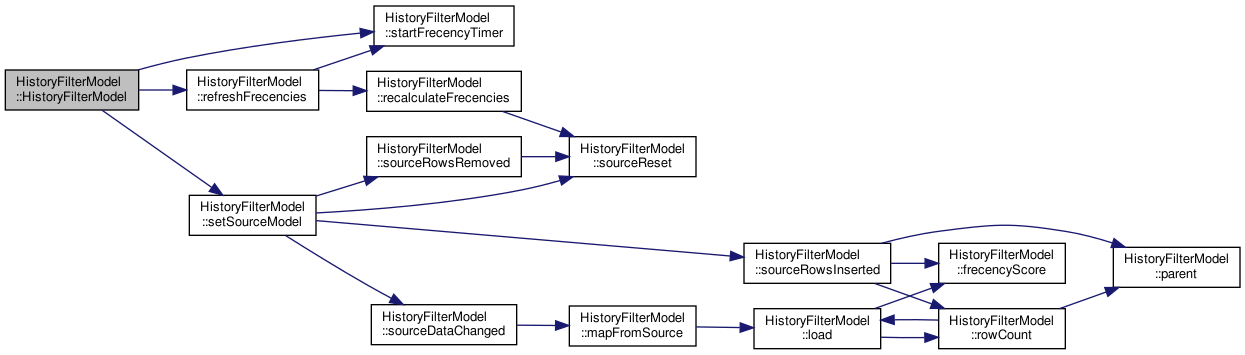 HistoryFilterModel
::HistoryFilterModel
HistoryFilterModel
::startFrecencyTimer
HistoryFilterModel
::refreshFrecencies
HistoryFilterModel
::recalculateFrecencies
HistoryFilterModel
::sourceRowsRemoved
HistoryFilterModel
::sourceReset
HistoryFilterModel
::setSourceModel
HistoryFilterModel
::sourceRowsInserted
HistoryFilterModel
::frecencyScore
HistoryFilterModel
::parent
HistoryFilterModel
::sourceDataChanged
HistoryFilterModel
::mapFromSource
HistoryFilterModel
::load
HistoryFilterModel
::rowCount